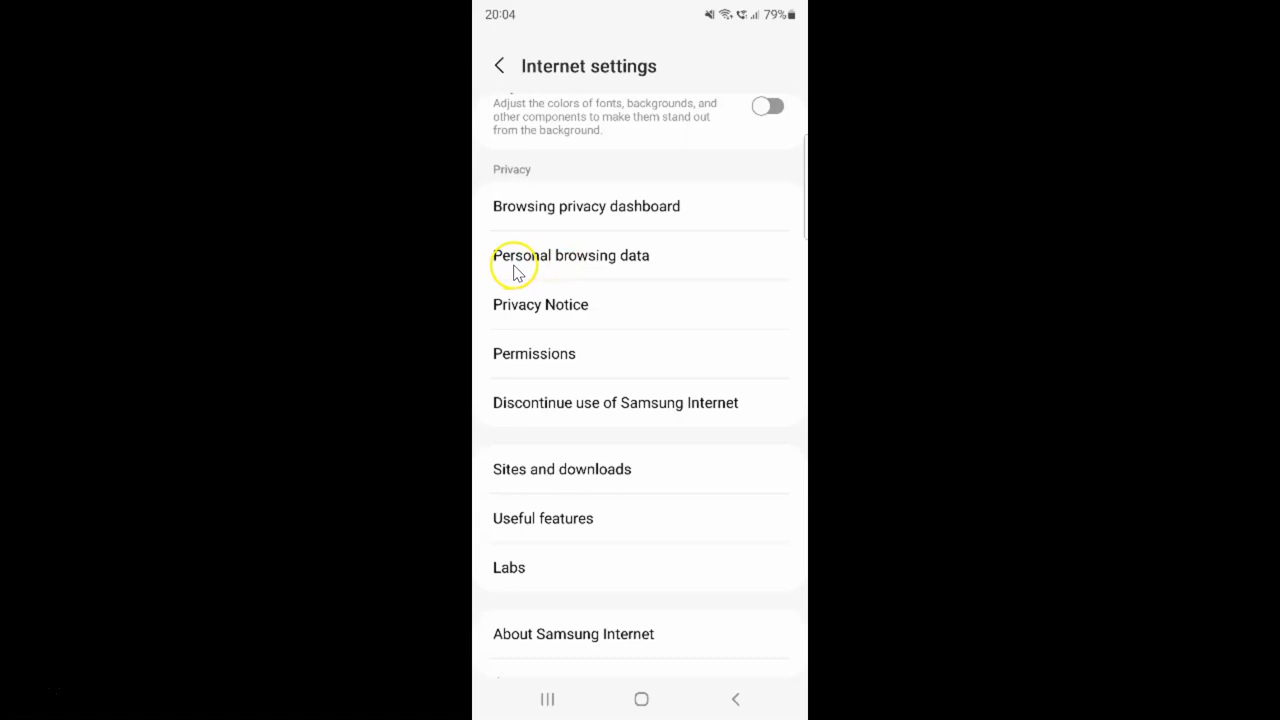 20:04
79%
Internet settings
Adjust the colors of fonts, backgrounds, and
other components to make them stand out
from the background.
Privacy
Browsing privacy dashboard
Personal browsing data
Privacy Notice
Permissions
Discontinue use of Samsung Internet
Sites and downloads
Useful features
Labs
About Samsung Internet